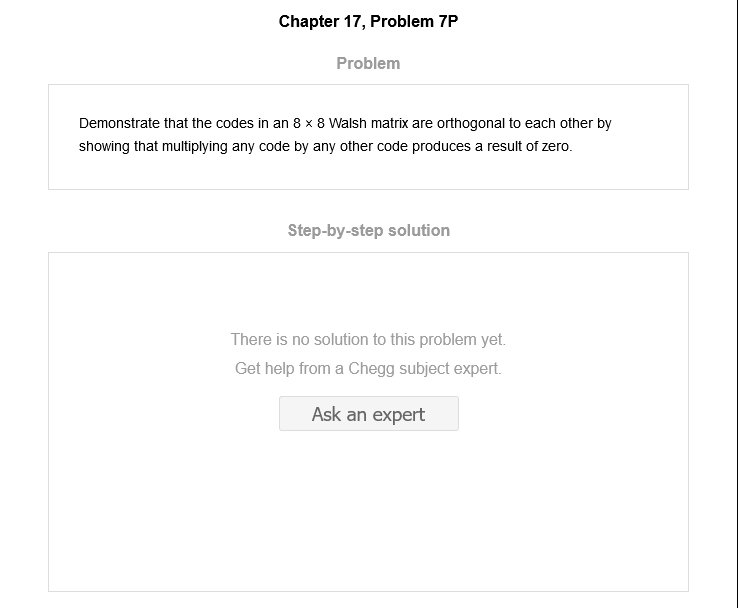 Chapter 17, Problem 7P
Problem
Demonstrate that the codes in an 8 × 8 Walsh matrix are orthogonal to each other by
showing that multiplying any code by any other code produces a result of zero.
Step-by-step solution
There is no solution to this problem yet.
Get help from a Chegg subject expert.
Ask an expert